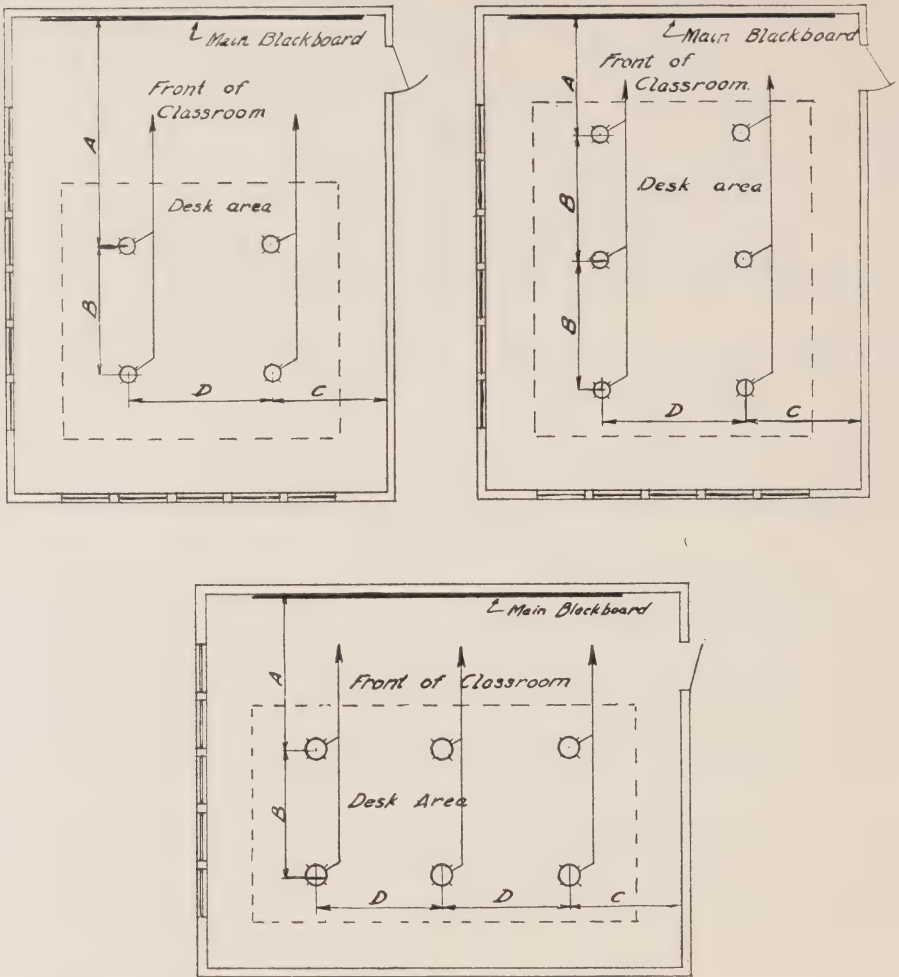 Main Blackboard
Front of
Classroom
A
Desk area
B
D
C
Main Blackboard
Front of
Classroom.
A
B
Desk area
B
D
C
Main Blackboard
A
Front of Classroom
B
Desk Area
D
D
C